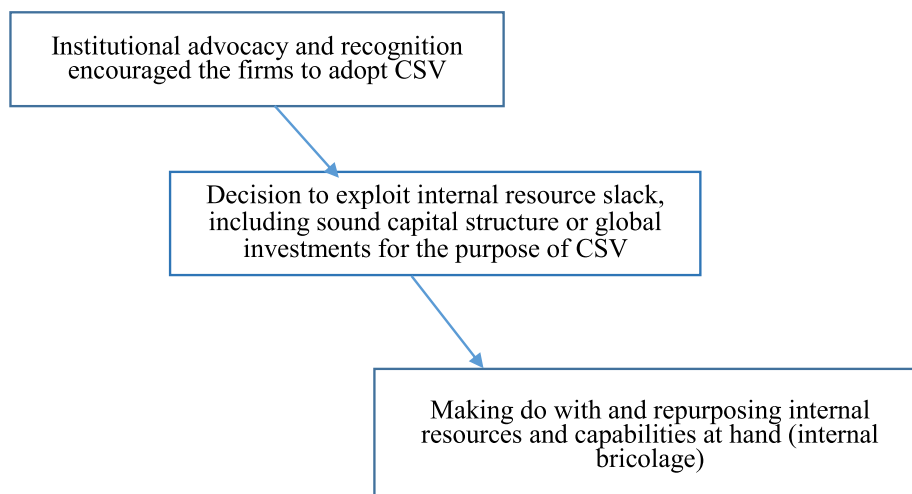 Institutional advocacy and recognition
encouraged the firms to adopt CSV
Decision to exploit internal resource slack,
including sound capital structure or global
investments for the purpose of CSV
Making do with and repurposing internal
resources and capabilities at hand (internal
bricolage)